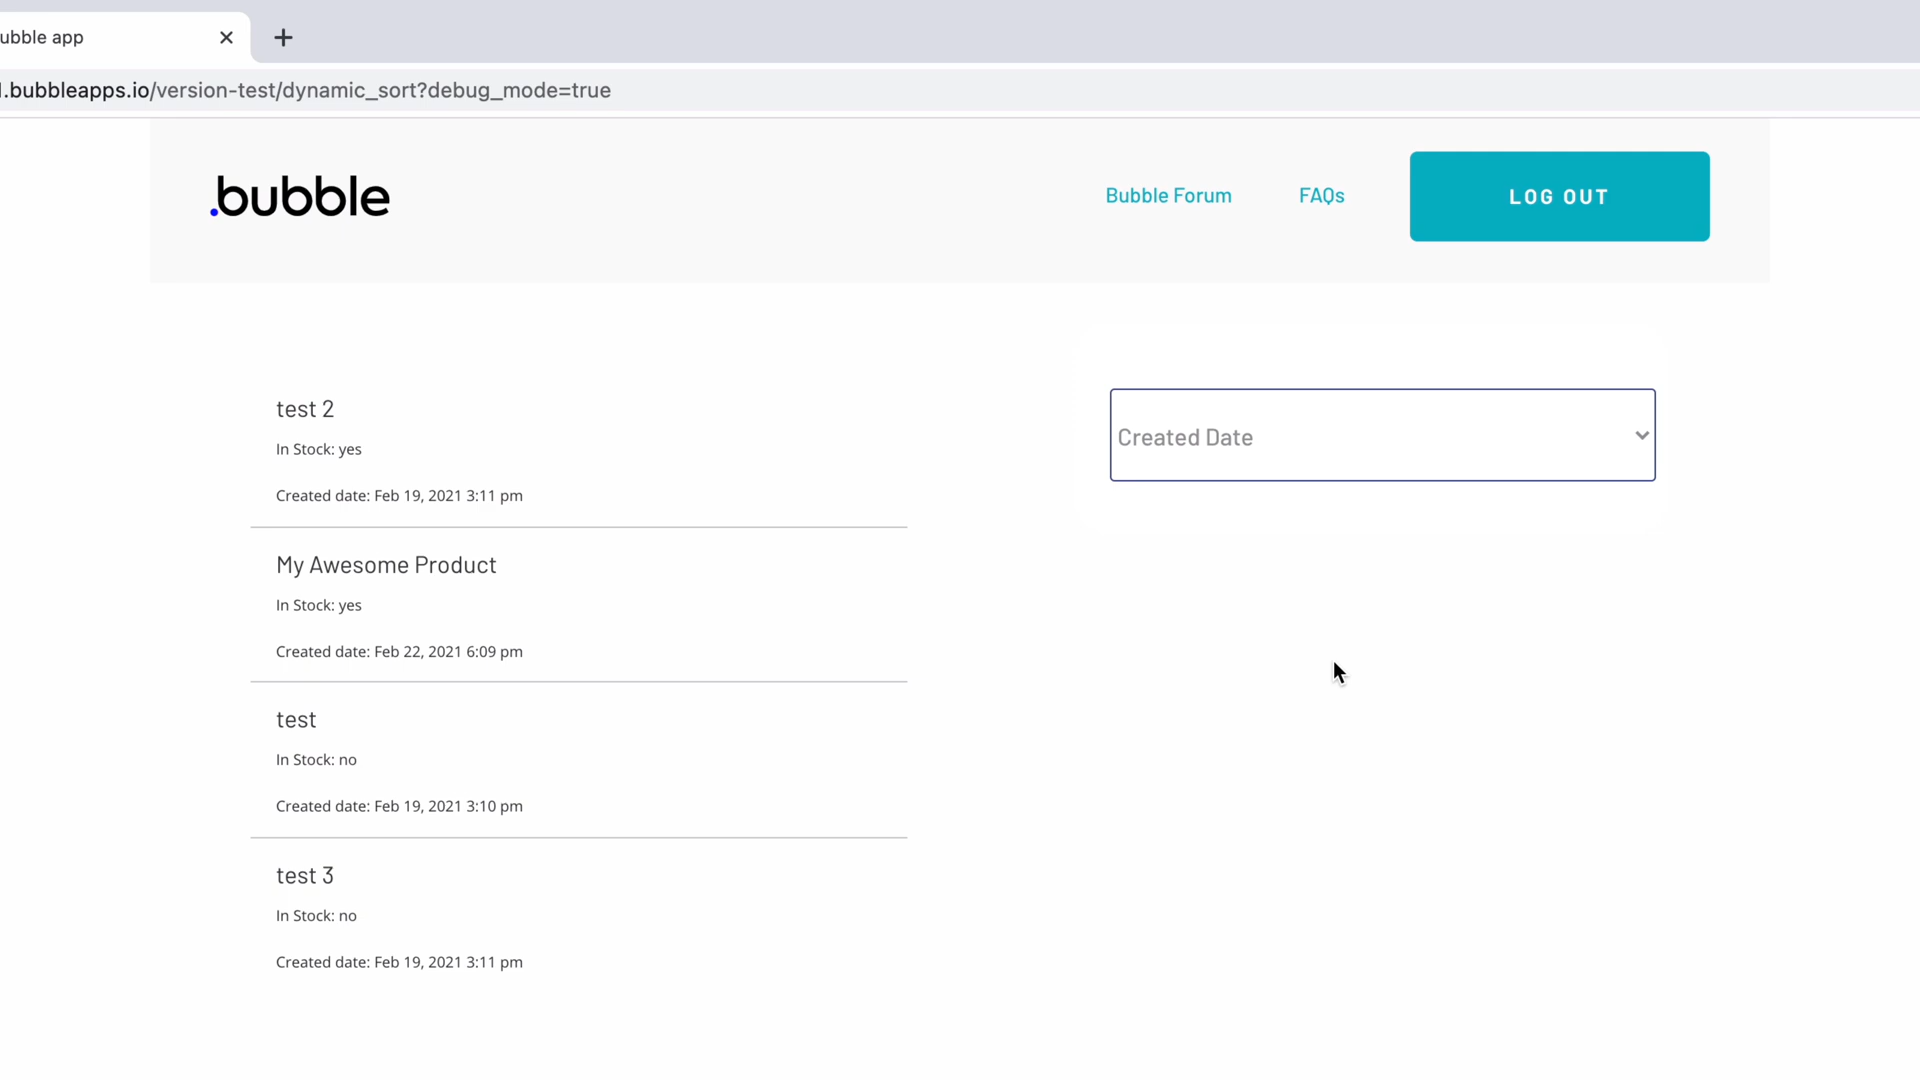 ubble app
.bubbleapps.io/version-test/dynamic_sort?debug_mode=true
.bubble
Bubble Forum
FAQs
LOG OUT
test 2
In Stock: yes
Created date: Feb 19, 2021 3:11 pm
Created Date
My Awesome Product
In Stock: yes
Created date: Feb 22, 2021 6:09 pm
test
In Stock: no
Created date: Feb 19, 2021 3:10 pm
test 3
In Stock: no
Created date: Feb 19, 2021 3:11 pm